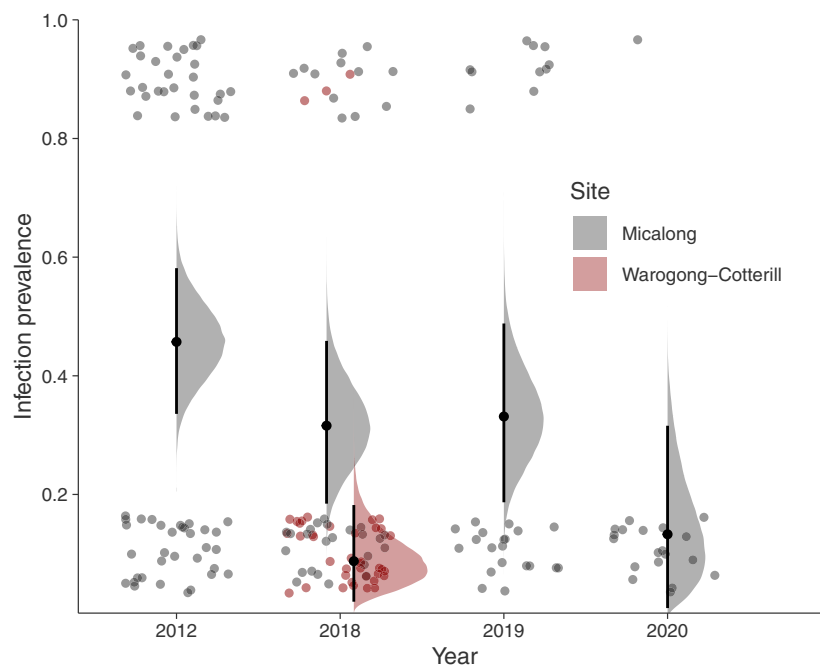 1.0
0.8
0.6
0.4
0.2
Infection prevalence
Site
Micalong
Warogong−Cotterill
2012
2018
2019
2020
Year